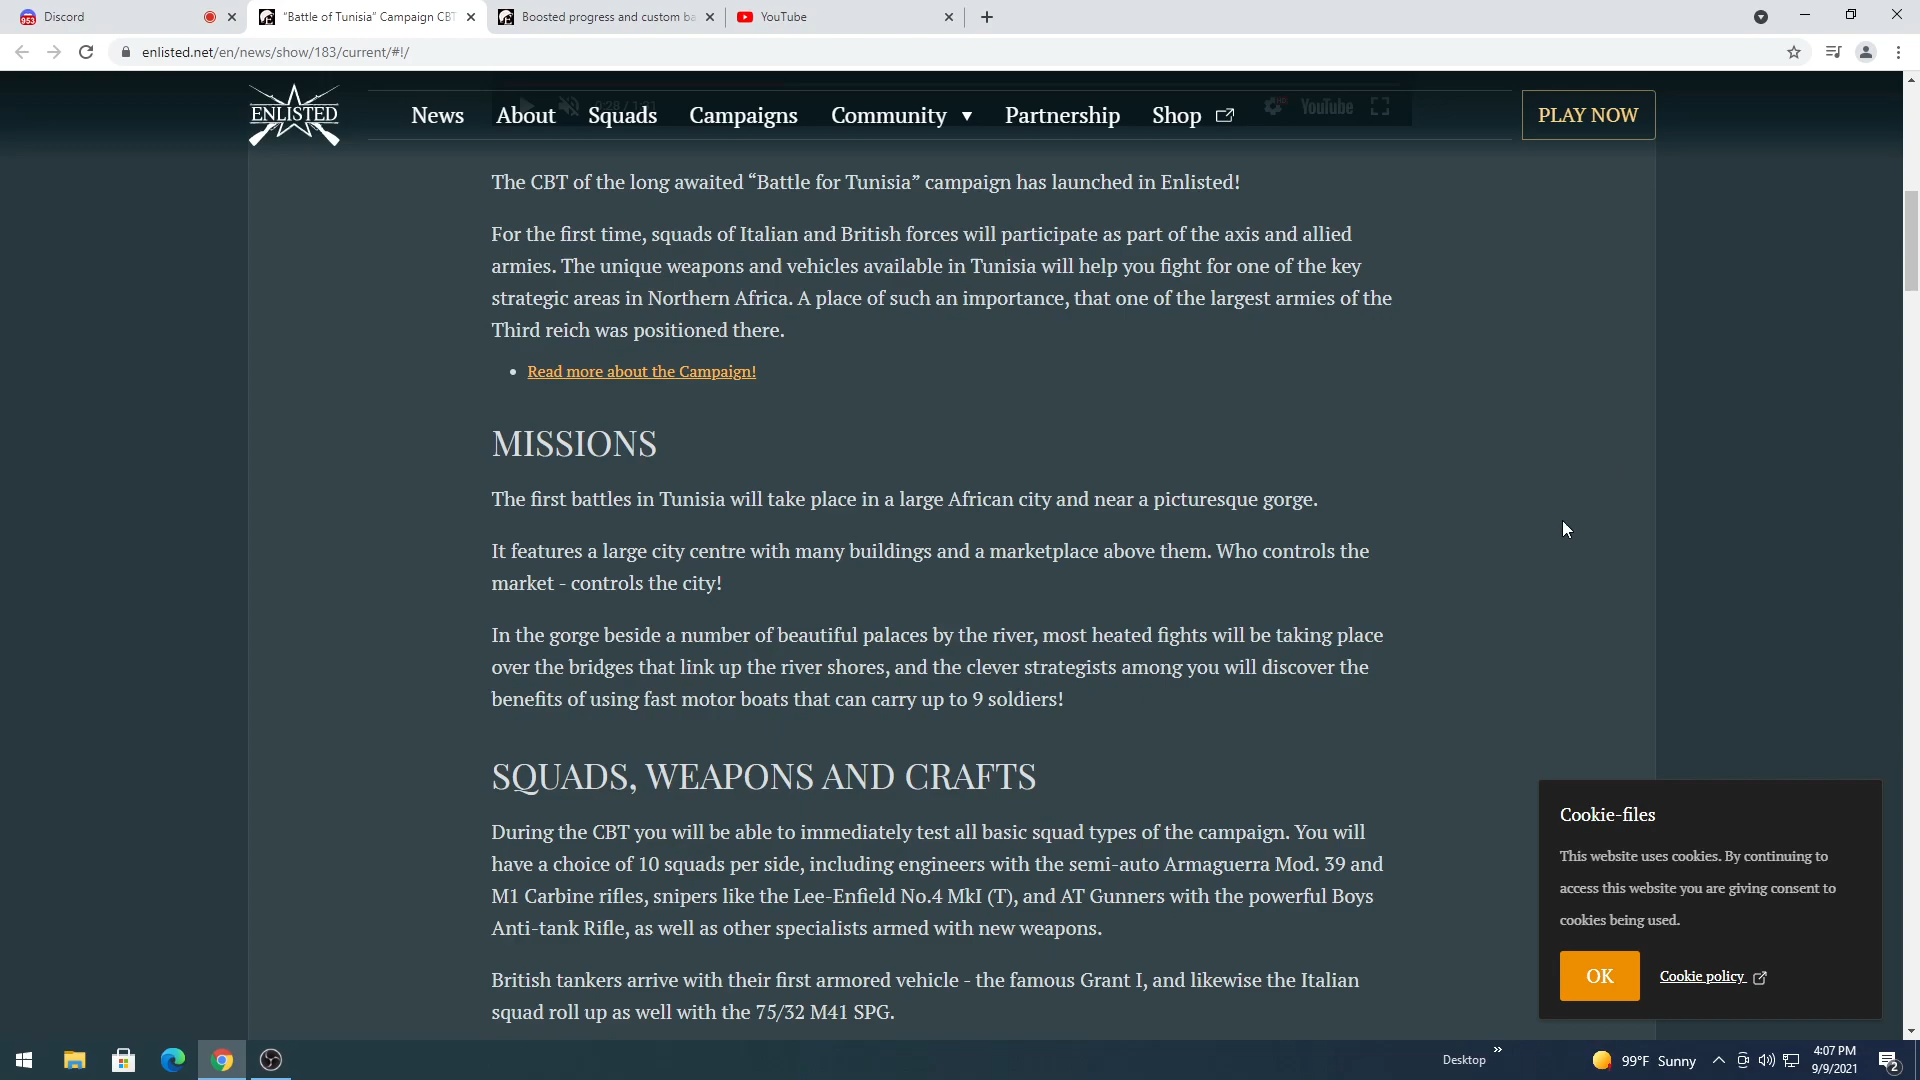 953 Discord
“Battle of Tunisia” Campaign CBT
Boosted progress and custom ba
YouTube
enlisted.net/en/news/show/183/current/#!/
ENLISTED
News
About
Squads
Campaigns
Community ▼
Partnership
Shop
YouTube
PLAY NOW
The CBT of the long awaited “Battle for Tunisia” campaign has launched in Enlisted!
For the first time, squads of Italian and British forces will participate as part of the axis and allied
armies. The unique weapons and vehicles available in Tunisia will help you fight for one of the key
strategic areas in Northern Africa. A place of such an importance, that one of the largest armies of the
Third reich was positioned there.
• Read more about the Campaign!
MISSIONS
The first battles in Tunisia will take place in a large African city and near a picturesque gorge.
It features a large city centre with many buildings and a marketplace above them. Who controls the
market - controls the city!
In the gorge beside a number of beautiful palaces by the river, most heated fights will be taking place
over the bridges that link up the river shores, and the clever strategists among you will discover the
benefits of using fast motor boats that can carry up to 9 soldiers!
SQUADS, WEAPONS AND CRAFTS
During the CBT you will be able to immediately test all basic squad types of the campaign. You will
have a choice of 10 squads per side, including engineers with the semi-auto Armaguerra Mod. 39 and
M1 Carbine rifles, snipers like the Lee-Enfield No.4 MkI (T), and AT Gunners with the powerful Boys
Anti-tank Rifle, as well as other specialists armed with new weapons.
British tankers arrive with their first armored vehicle - the famous Grant I, and likewise the Italian
squad roll up as well with the 75/32 M41 SPG.
Cookie-files
This website uses cookies. By continuing to
access this website you are giving consent to
cookies being used.
OK
Cookie policy
Desktop
99°F Sunny
4:07 PM
9/9/2021
2